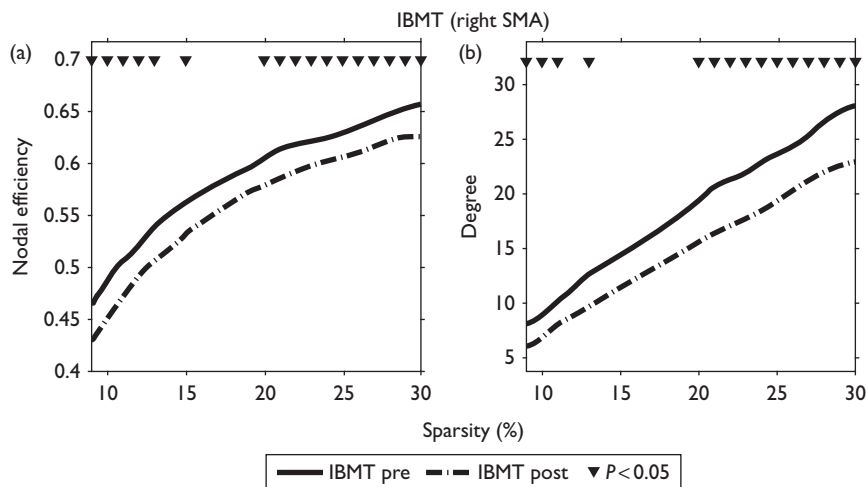 IBMT (right SMA)
(a)
0.7
0.65
0.6
0.55
0.5
0.45
0.4
Nodal efficiency
10 15 20 25 30
(b)
30
25
20
15
10
5
Degree
10 15 20 25 30
Sparsity (%)
IBMT pre IBMT post P<0.05